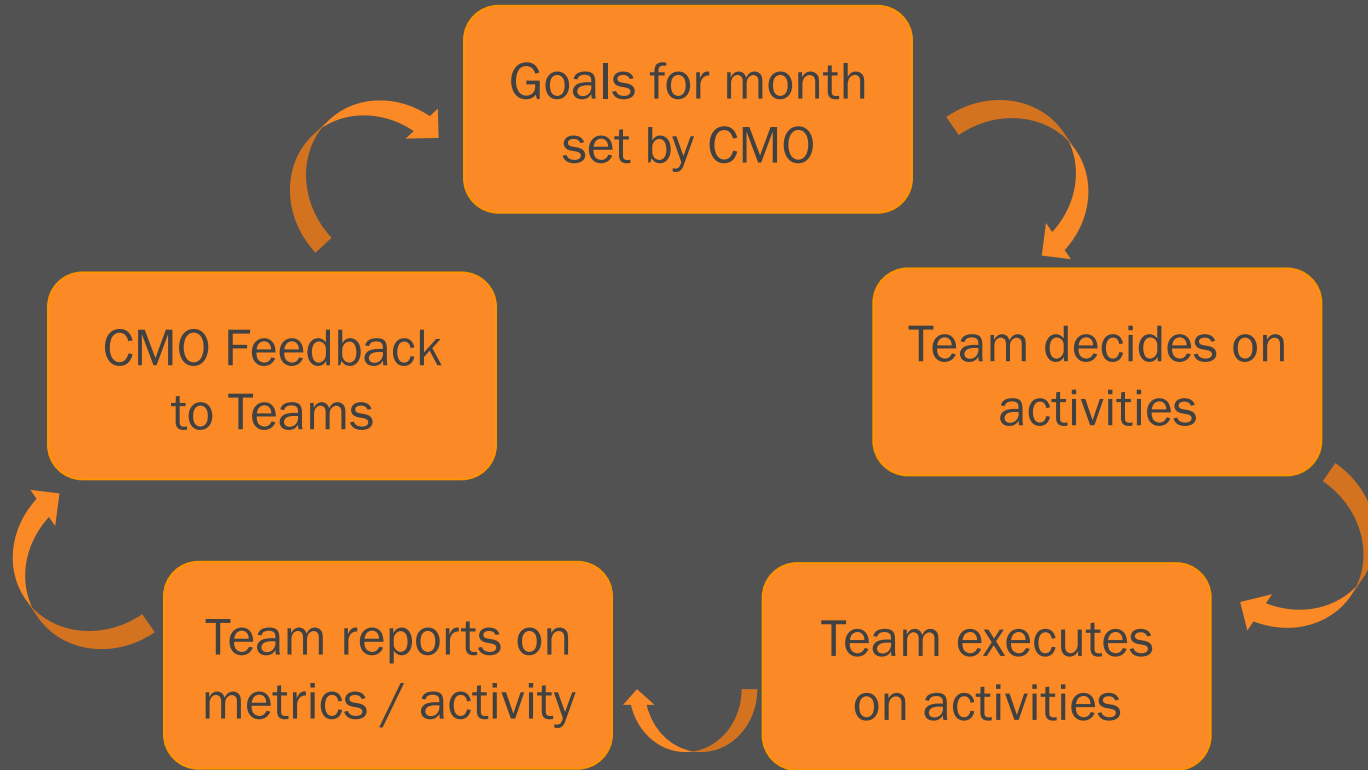 Goals for month
set by CMO
Team decides on
activities
Team executes
on activities
Team reports on
metrics / activity
CMO Feedback
to Teams